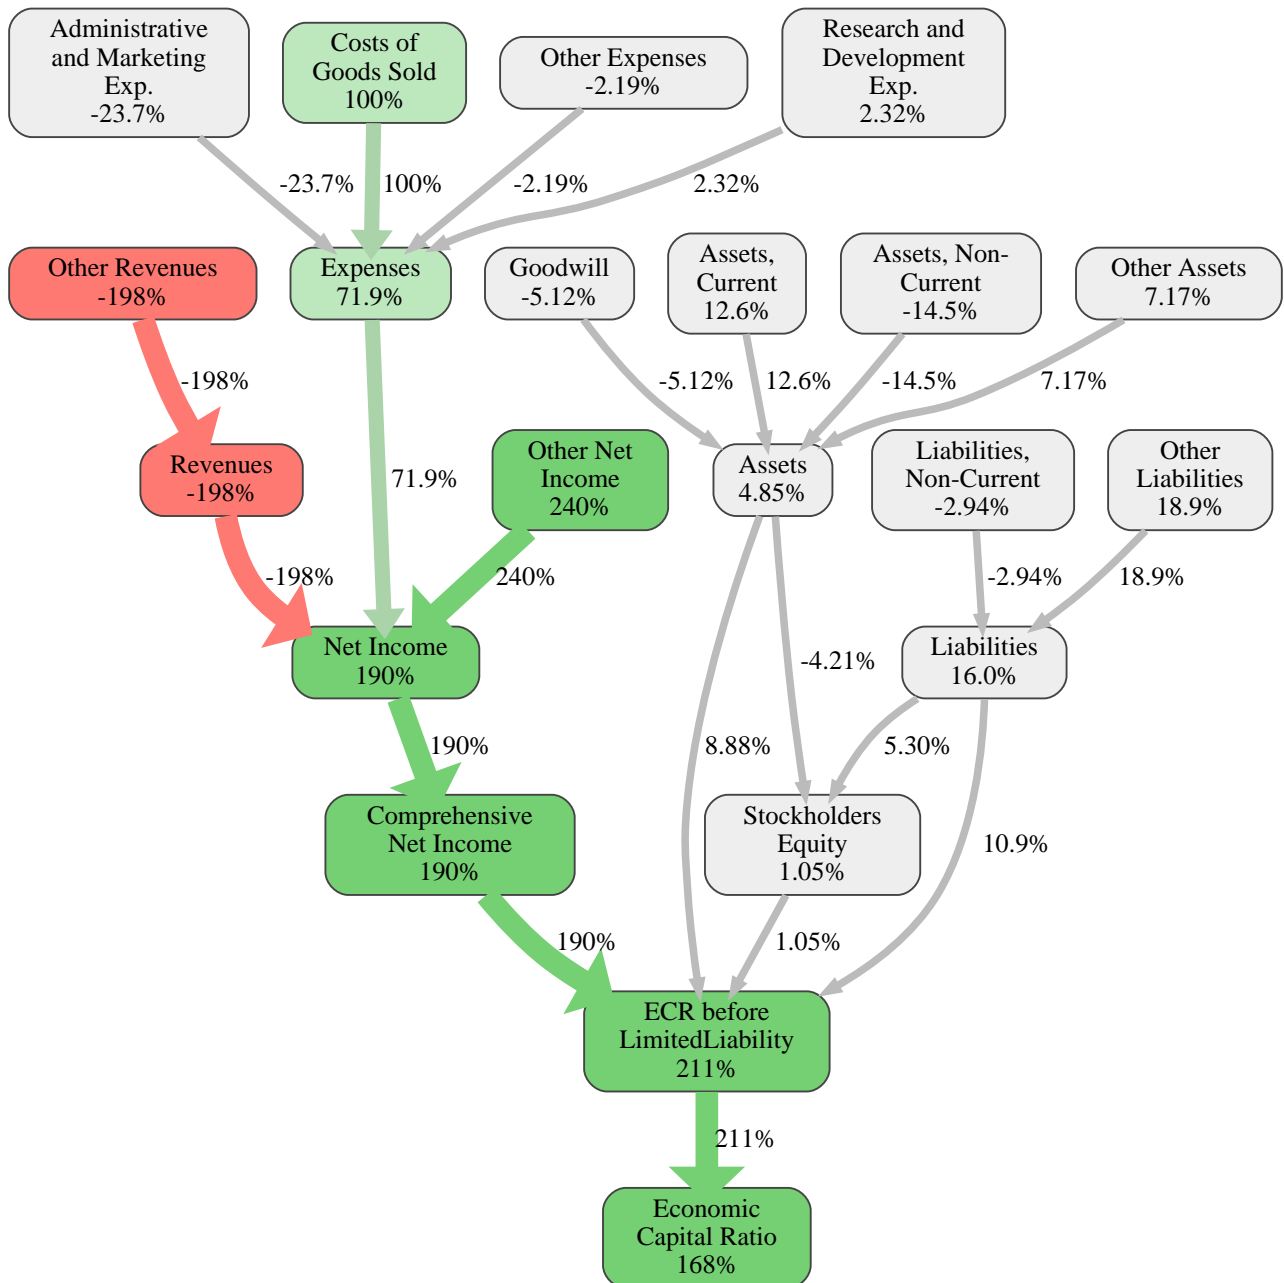 Administrative
and Marketing
Exp.
-23.7%
Costs of
Goods Sold
100%
Other Expenses
-2.19%
Research and
Development
Exp.
2.32%
-23.7%
100%
-2.19%
2.32%
Other Revenues
-198%
Expenses
71.9%
Goodwill
-5.12%
Assets,
Current
12.6%
Assets, Non-
Current
-14.5%
Other Assets
7.17%
-198%
-5.12%
12.6%
-14.5%
7.17%
Revenues
-198%
71.9%
Other Net
Income
240%
Assets
4.85%
Liabilities,
Non-Current
-2.94%
Other
Liabilities
18.9%
-198%
240%
-2.94%
18.9%
Net Income
190%
-4.21%
Liabilities
16.0%
190%
8.88%
5.30%
Comprehensive
Net Income
190%
Stockholders
Equity
1.05%
10.9%
190%
1.05%
ECR before
LimitedLiability
211%
211%
Economic
Capital Ratio
168%